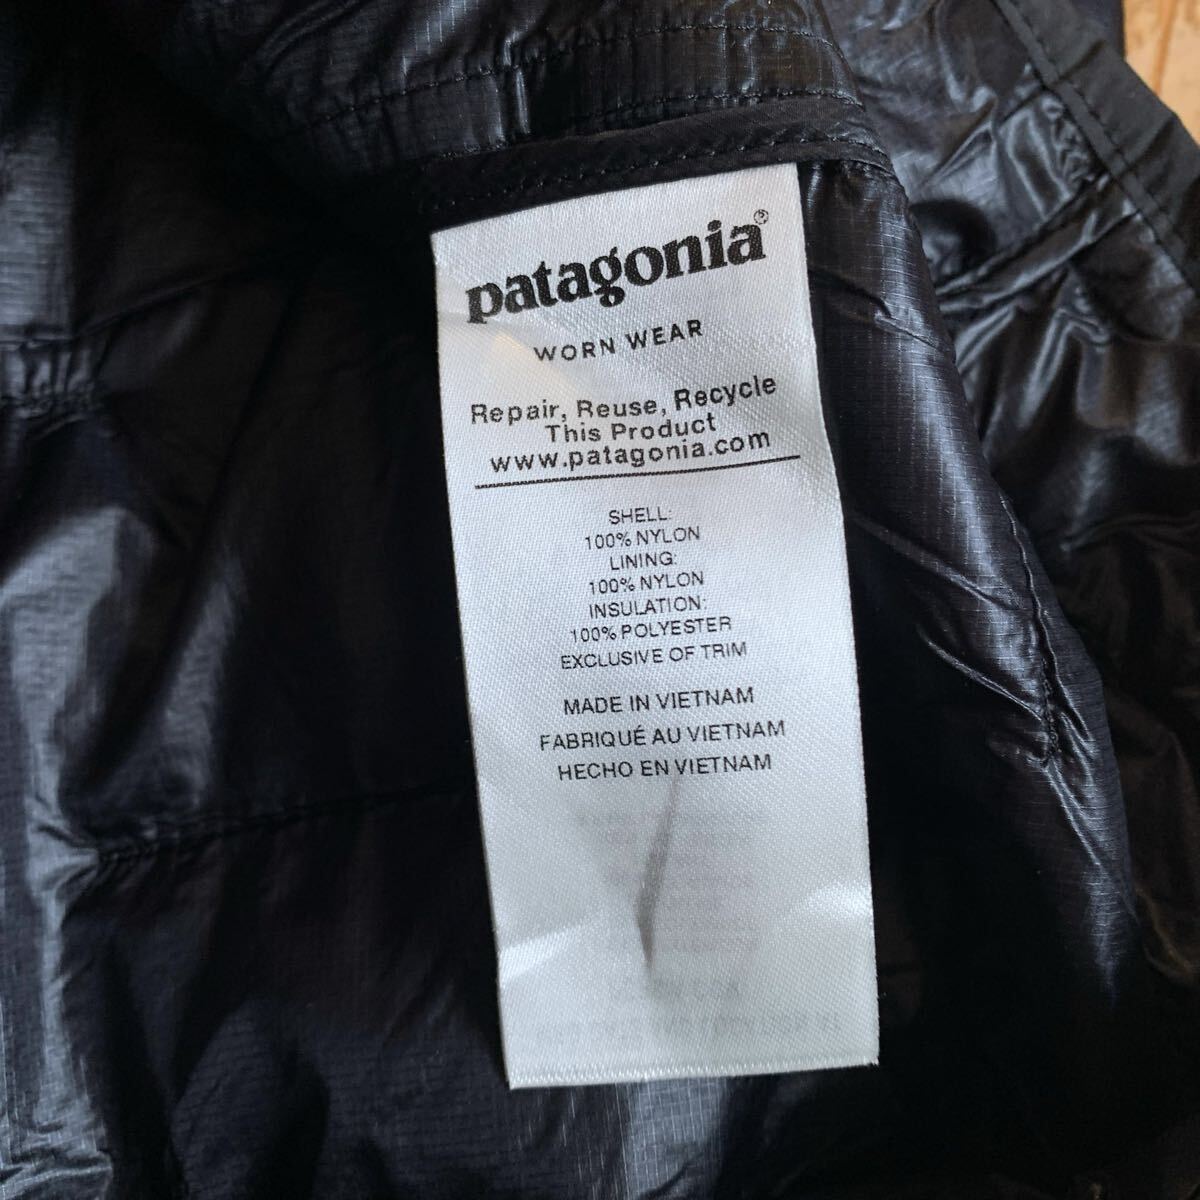 patagonia®
WORN WEAR
Repair, Reuse, Recycle
This Product
www.patagonia.com
SHELL:
100% NYLON
LINING:
100% NYLON
INSULATION:
100% POLYESTER
EXCLUSIVE OF TRIM
MADE IN VIETNAM
FABRIQUÉ AU VIETNAM
HECHO EN VIETNAM